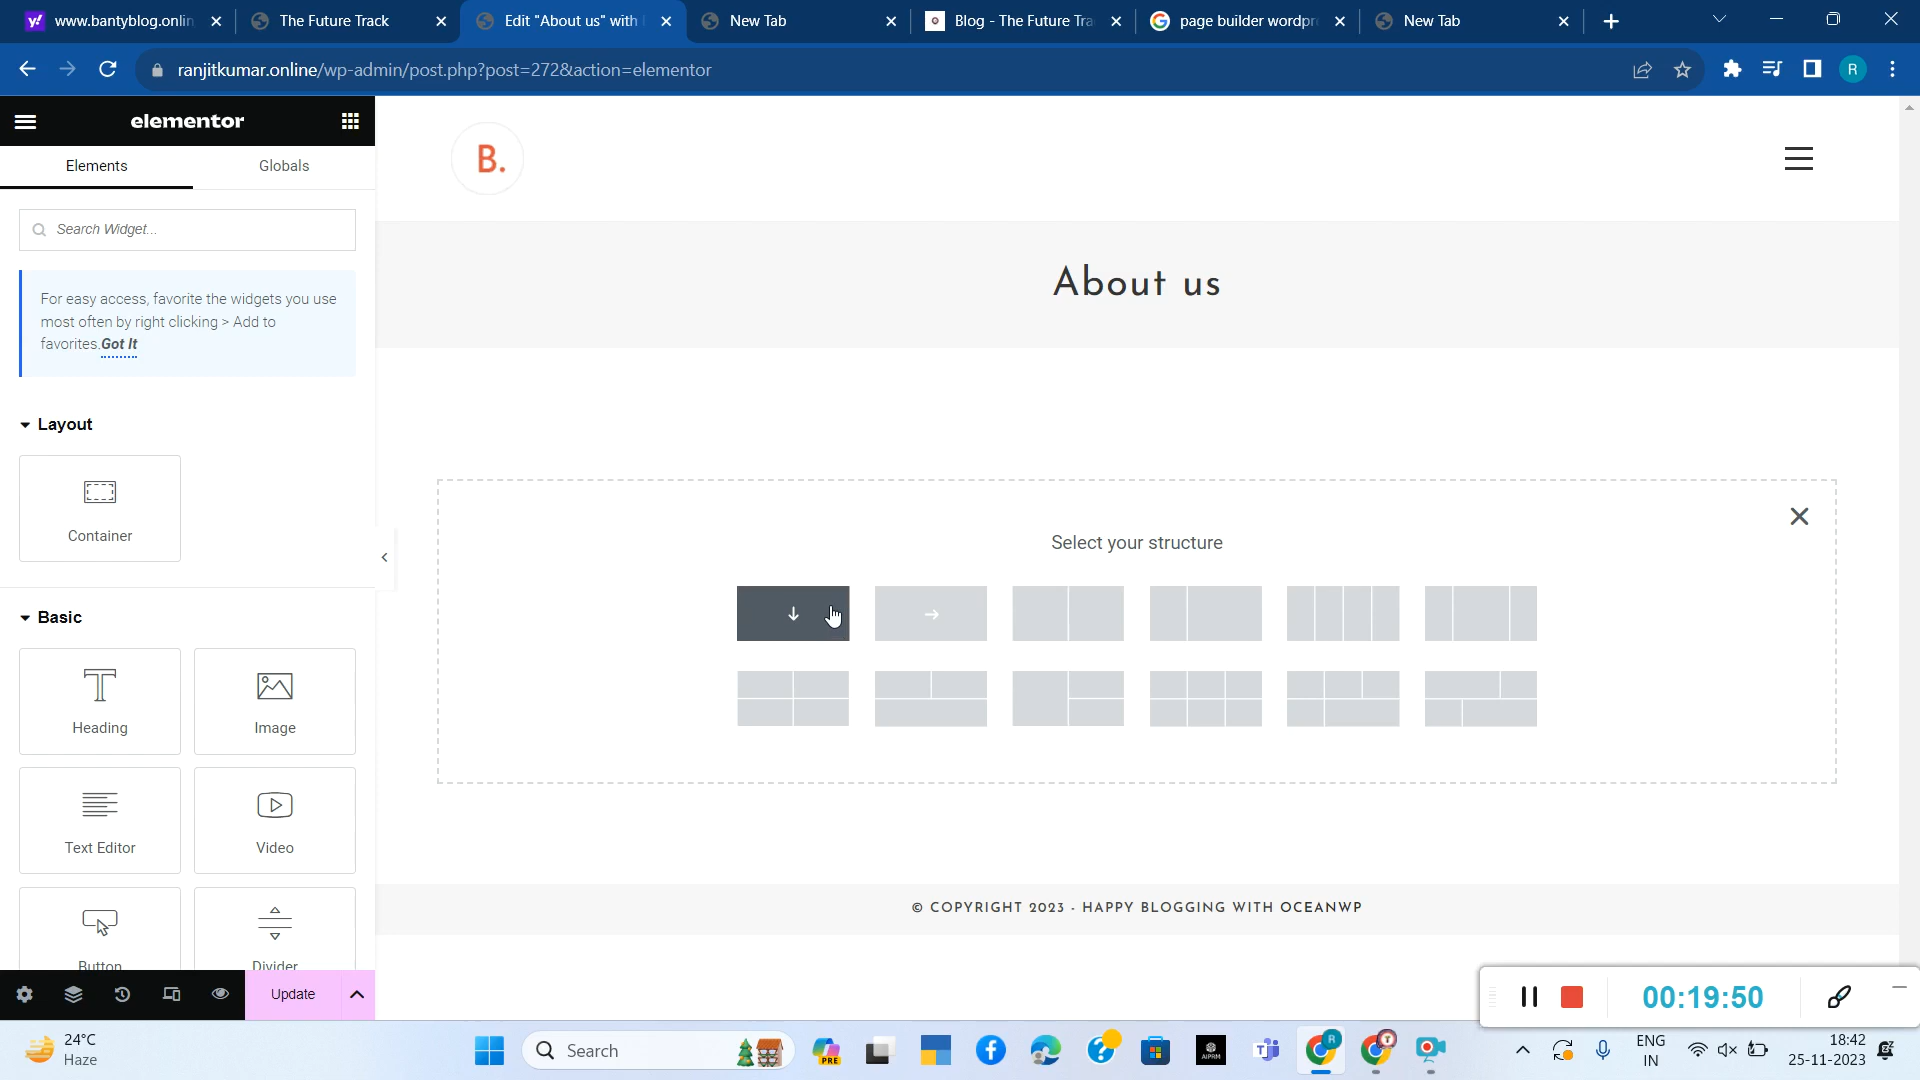 www.bantyblog.onlin
The Future Track
Edit "About us" with
New Tab
Blog - The Future Tra
page builder wordpr
New Tab
ranjitkumar.online/wp-admin/post.php?post=272&action=elementor
R
elementor
Elements
Globals
Search Widget...
For easy access, favorite the widgets you use
most often by right clicking > Add to
favorites. Got It
Layout
Container
Basic
Heading
Image
Text Editor
Video
Button
Divider
Update
B.
About us
Select your structure
© COPYRIGHT 2023 - HAPPY BLOGGING WITH OCEANWP
00:19:50
24°C
Haze
Search
PRE
AIPRM
ENG
IN
18:42
25-11-2023